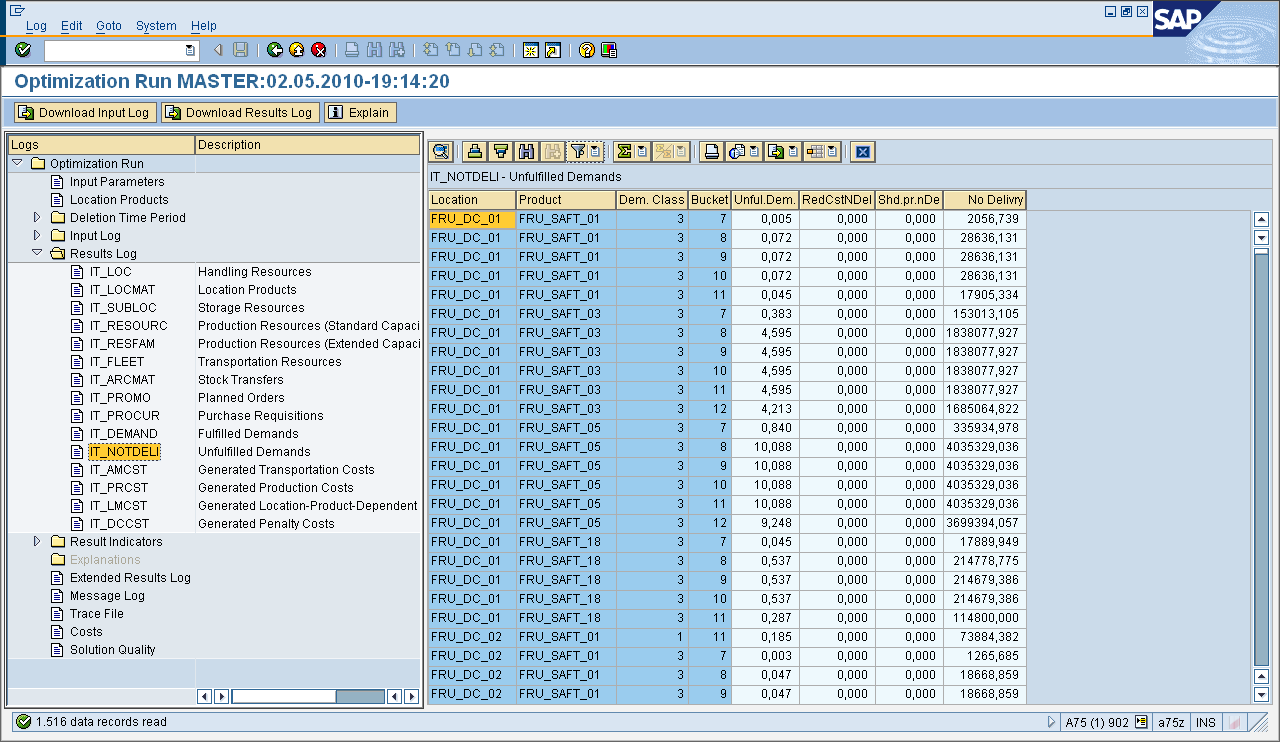 Log Edit Goto System Help
SAP
Optimization Run MASTER:02.05.2010-19:14:20
Download Input Log Download Results Log Explain
Logs Description
Optimization Run
Input Parameters
Location Products
Deletion Time Period
Input Log
Results Log
IT_LOC Handling Resources
IT_LOCMAT Location Products
IT_SUBLOC Storage Resources
IT_RESOURC Production Resources (Standard Capaci
IT_RESFAM Production Resources (Extended Capaci
IT_FLEET Transportation Resources
IT_ARCMAT Stock Transfers
IT_PROMO Planned Orders
IT_PROCUR Purchase Requisitions
IT_DEMAND Fulfilled Demands
IT_NOTDELI Unfulfilled Demands
IT_AMCST Generated Transportation Costs
IT_PRCST Generated Production Costs
IT_LMCST Generated Location-Product-Dependent
IT_DCCST Generated Penalty Costs
Result Indicators
Explanations
Extended Results Log
Message Log
Trace File
Costs
Solution Quality
IT_NOTDELI - Unfulfilled Demands
Location Product Dem. Class Bucket Unful.Dem. RedCstNDel Shd.pr.nDe No Delivry
FRU_DC_01 FRU_SAFT_01 3 7 0,005 0,000 0,000 2056,739
FRU_DC_01 FRU_SAFT_01 3 8 0,072 0,000 0,000 28636,131
FRU_DC_01 FRU_SAFT_01 3 9 0,072 0,000 0,000 28636,131
FRU_DC_01 FRU_SAFT_01 3 10 0,072 0,000 0,000 28636,131
FRU_DC_01 FRU_SAFT_01 3 11 0,045 0,000 0,000 17905,334
FRU_DC_01 FRU_SAFT_03 3 7 0,383 0,000 0,000 153013,105
FRU_DC_01 FRU_SAFT_03 3 8 4,595 0,000 0,000 1838077,927
FRU_DC_01 FRU_SAFT_03 3 9 4,595 0,000 0,000 1838077,927
FRU_DC_01 FRU_SAFT_03 3 10 4,595 0,000 0,000 1838077,927
FRU_DC_01 FRU_SAFT_03 3 11 4,595 0,000 0,000 1838077,927
FRU_DC_01 FRU_SAFT_03 3 12 4,213 0,000 0,000 1685064,822
FRU_DC_01 FRU_SAFT_05 3 7 0,840 0,000 0,000 335934,978
FRU_DC_01 FRU_SAFT_05 3 8 10,088 0,000 0,000 4035329,036
FRU_DC_01 FRU_SAFT_05 3 9 10,088 0,000 0,000 4035329,036
FRU_DC_01 FRU_SAFT_05 3 10 10,088 0,000 0,000 4035329,036
FRU_DC_01 FRU_SAFT_05 3 11 10,088 0,000 0,000 4035329,036
FRU_DC_01 FRU_SAFT_05 3 12 9,248 0,000 0,000 3699394,057
FRU_DC_01 FRU_SAFT_18 3 7 0,045 0,000 0,000 17889,949
FRU_DC_01 FRU_SAFT_18 3 8 0,537 0,000 0,000 214778,775
FRU_DC_01 FRU_SAFT_18 3 9 0,537 0,000 0,000 214679,386
FRU_DC_01 FRU_SAFT_18 3 10 0,537 0,000 0,000 214679,386
FRU_DC_01 FRU_SAFT_18 3 11 0,287 0,000 0,000 114800,000
FRU_DC_02 FRU_SAFT_01 1 11 0,185 0,000 0,000 73884,382
FRU_DC_02 FRU_SAFT_01 3 7 0,003 0,000 0,000 1265,685
FRU_DC_02 FRU_SAFT_01 3 8 0,047 0,000 0,000 18668,859
FRU_DC_02 FRU_SAFT_01 3 9 0,047 0,000 0,000 18668,859
1.516 data records read A75 (1) 902 a75z INS